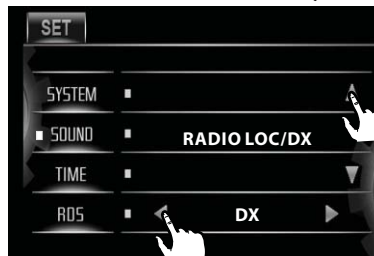 SET
SYSTEM
SOUND
RADIO LOC/DX
TIME
RDS
DX